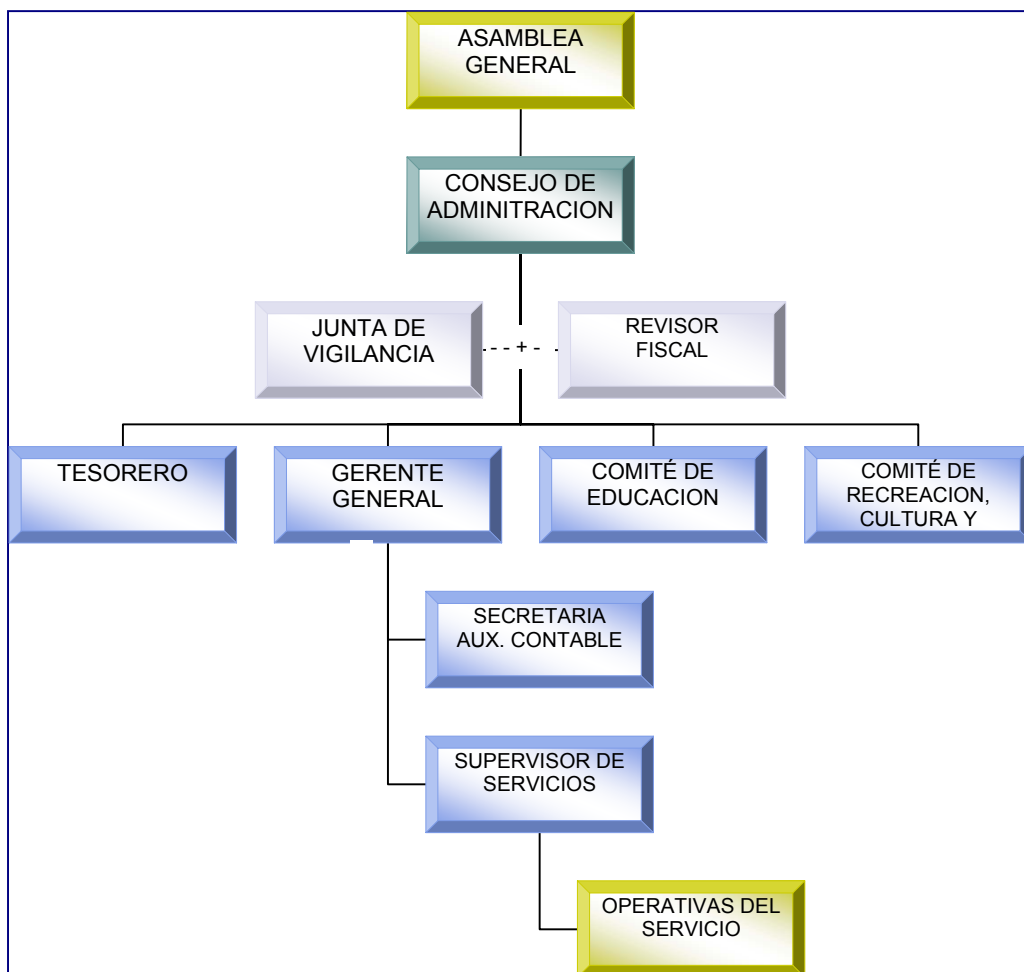 ASAMBLEA
GENERAL
CONSEJO DE
ADMINITRACION
JUNTA DE
VIGILANCIA
- - + -
REVISOR
FISCAL
TESORERO
GERENTE
GENERAL
COMITÉ DE
EDUCACION
COMITÉ DE
RECREACION,
CULTURA Y
SECRETARIA
AUX. CONTABLE
SUPERVISOR DE
SERVICIOS
OPERATIVAS DEL
SERVICIO